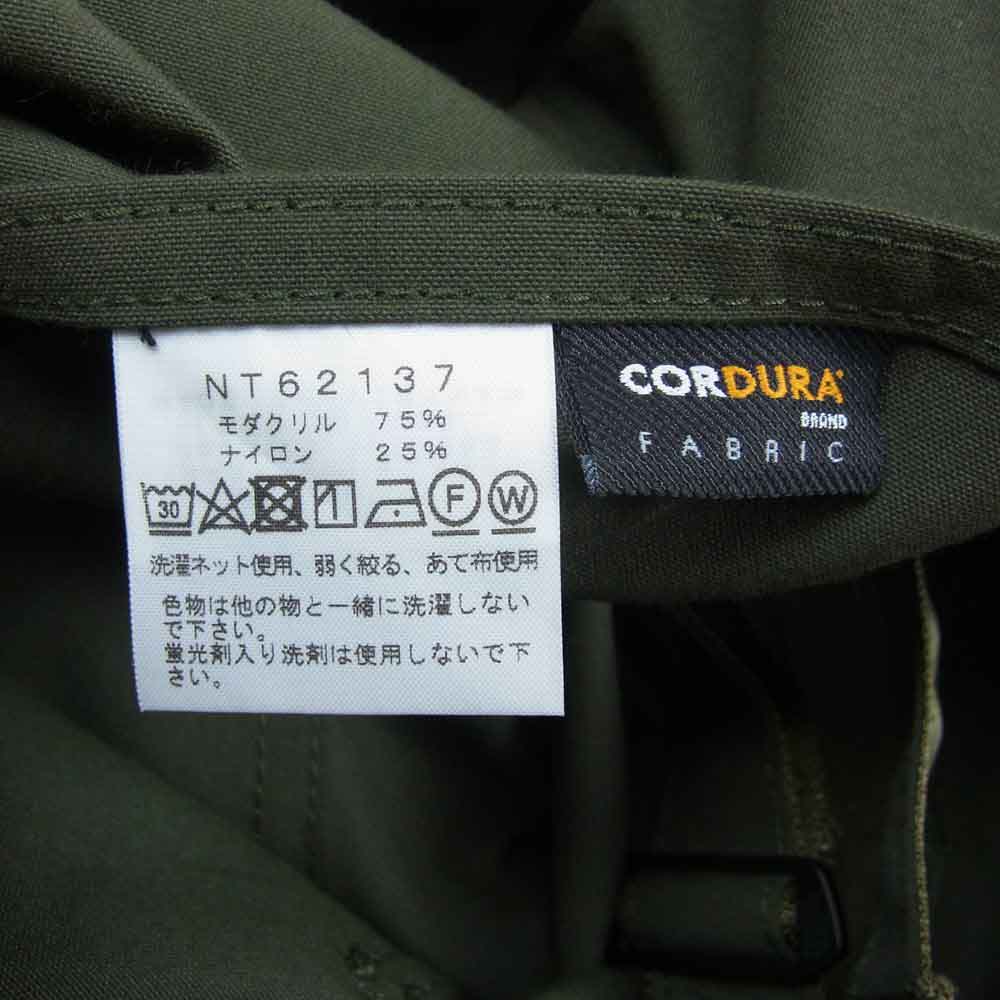 NT62137
モダクリル 75%
ナイロン 25%
30 F W
洗濯ネット使用、弱く絞る、あて布使用
色物は他の物と一緒に洗濯しない
で下さい。
蛍光剤入り洗剤は使用しないで下
さい。
CORDURA
BRAND
FABRIC